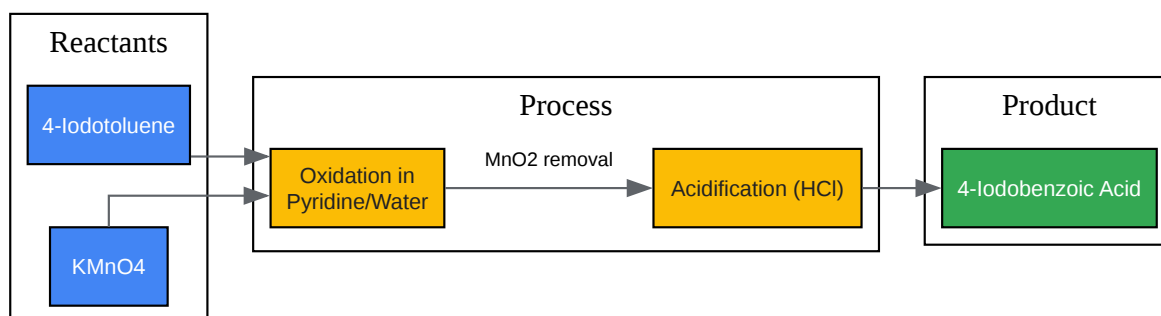 Reactants
4-Iodotoluene
KMnO4
Process
Oxidation in
Pyridine/Water
MnO2 removal
Acidification (HCl)
Product
4-Iodobenzoic Acid